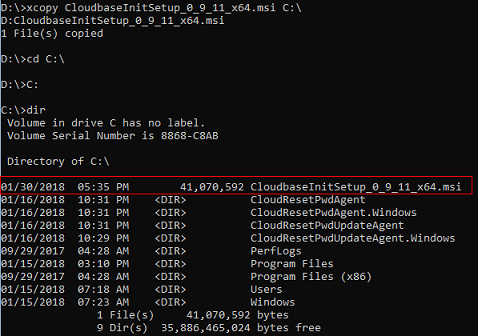 D:\>xcopy CloudbaseInitSetup_0_9_11_x64.msi C:\
D:CloudbaseInitSetup_0_9_11_x64.msi
1 File(s) copied
D:\>cd C:\
D:\>C:
C:\>dir
Volume in drive C has no label.
Volume Serial Number is 8868-C8AB
Directory of C:\
01/30/2018 05:35 PM 41,070,592 CloudbaseInitSetup_0_9_11_x64.msi
01/16/2018 10:31 PM <DIR> CloudResetPwdAgent
01/16/2018 10:31 PM <DIR> CloudResetPwdAgent.Windows
01/16/2018 10:31 PM <DIR> CloudResetPwdUpdateAgent
01/16/2018 10:29 PM <DIR> CloudResetPwdUpdateAgent.Windows
09/29/2017 04:28 AM <DIR> PerfLogs
01/15/2018 03:10 PM <DIR> Program Files
09/29/2017 04:28 AM <DIR> Program Files (x86)
01/15/2018 07:18 AM <DIR> Users
01/15/2018 07:23 AM <DIR> Windows
1 File(s) 41,070,592 bytes
9 Dir(s) 35,886,465,024 bytes free